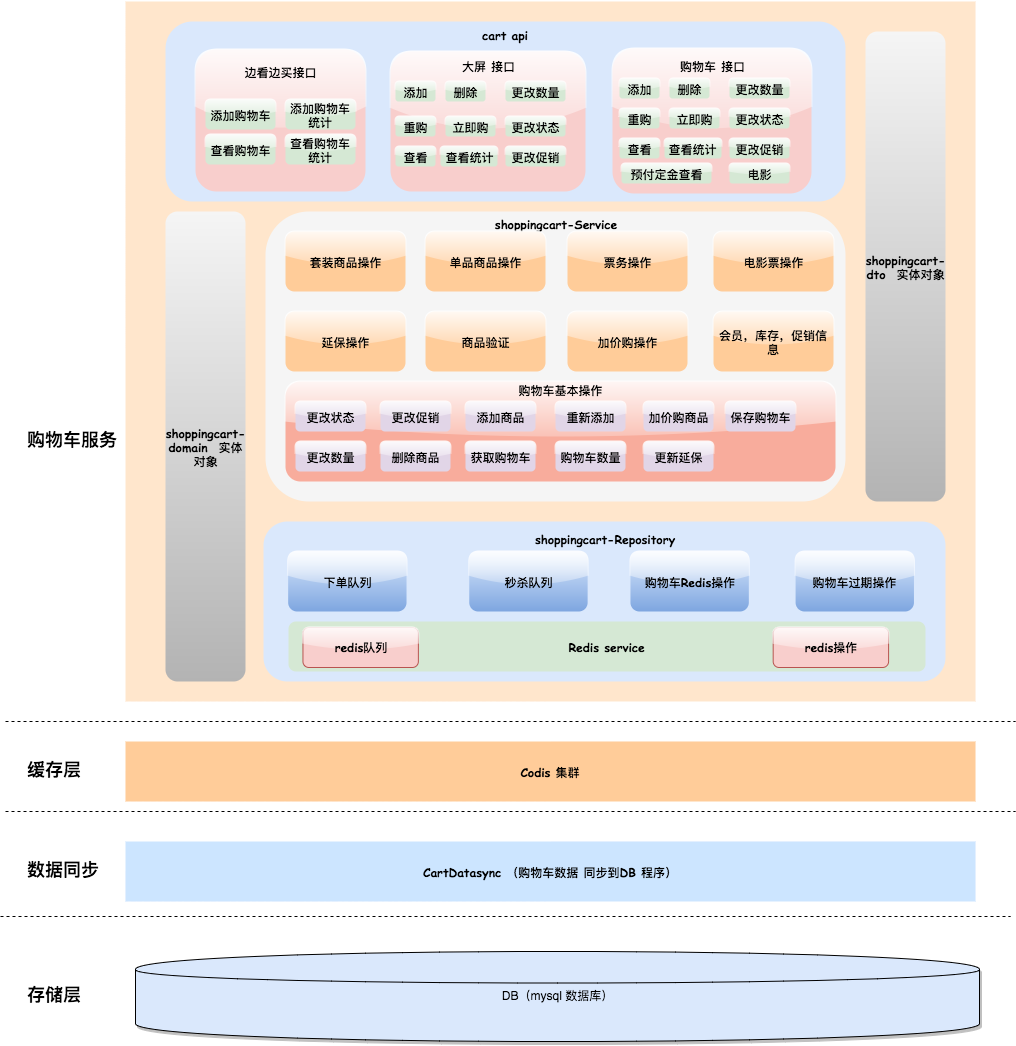 cart api
边看边买接口
添加购物车
添加购物车
统计
查看购物车
查看购物车
统计
大屏 接口
添加
删除
更改数量
重购
立即购
更改状态
查看
查看统计
更改促销
购物车 接口
添加
删除
更改数量
重购
立即购
更改状态
查看
查看统计
更改促销
预付定金查看
电影
shoppingcart-
dto 实体对象
购物车服务
shoppingcart-
domain 实体
对象
shoppingcart-Service
套装商品操作
单品商品操作
票务操作
电影票操作
延保操作
商品验证
加价购操作
会员，库存，促销信
息
购物车基本操作
更改状态
更改促销
添加商品
重新添加
加价购商品
保存购物车
更改数量
删除商品
获取购物车
购物车数量
更新延保
shoppingcart-Repository
下单队列
秒杀队列
购物车Redis操作
购物车过期操作
redis队列
Redis service
redis操作
缓存层
Codis 集群
数据同步
CartDatasync （购物车数据 同步到DB 程序）
存储层
DB（mysql 数据库）